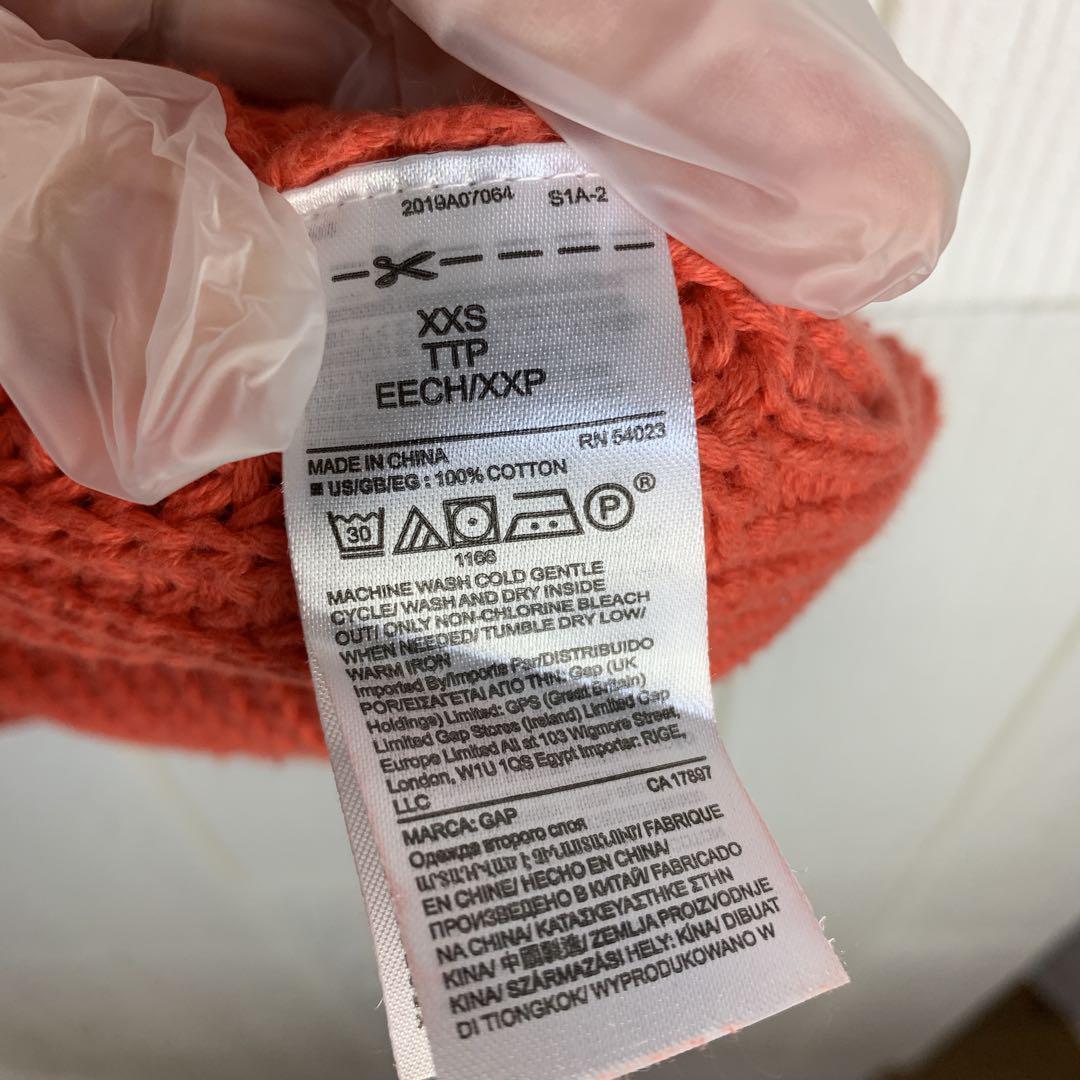 2019A07064 S1A-2
XXS
TTP
EECH/XXP
RN 54023
MADE IN CHINA
US/GB/EG : 100% COTTON
30 P ®
1166
MACHINE WASH COLD GENTLE
CYCLE/ WASH AND DRY INSIDE
OUT/ ONLY NON-CHLORINE BLEACH
WHEN NEEDED/ TUMBLE DRY LOW/
WARM IRON
Imported By/Importe Par/DISTRIBUIDO
POR/ΕΙΣΑΓΕΤΑΙ ΑΠΟ ΤΗΝ: Gap (UK
Holdings) Limited: GPS (Great Britain)
Limited Gap Stores (Ireland) Limited Gap
Europe Limited All at 103 Wigmore Street,
London, W1U 1QS Egypt Importer: RIGE,
LLC
CA 17897
MARCA: GAP
Одежда второго слоя
ԱՐՏԱԴՐՎԱԾ Է ՉԻՆԱՍՏԱՆՈՒՄ/ FABRIQUE
EN CHINE/ HECHO EN CHINA/
ПРОИЗВЕДЕНО В КИТАЙ/ FABRICADO
NA CHINA/ ΚΑΤΑΣΚΕΥΑΣΤΗΚΕ ΣΤΗΝ
ΚΙΝΑ/ 中國製造/ ZEMLJA PROIZVODNJE
KINA/ SZÁRMAZÁSI HELY: KÍNA/ DIBUAT
DI TIONGKOK/ WYPRODUKOWANO W